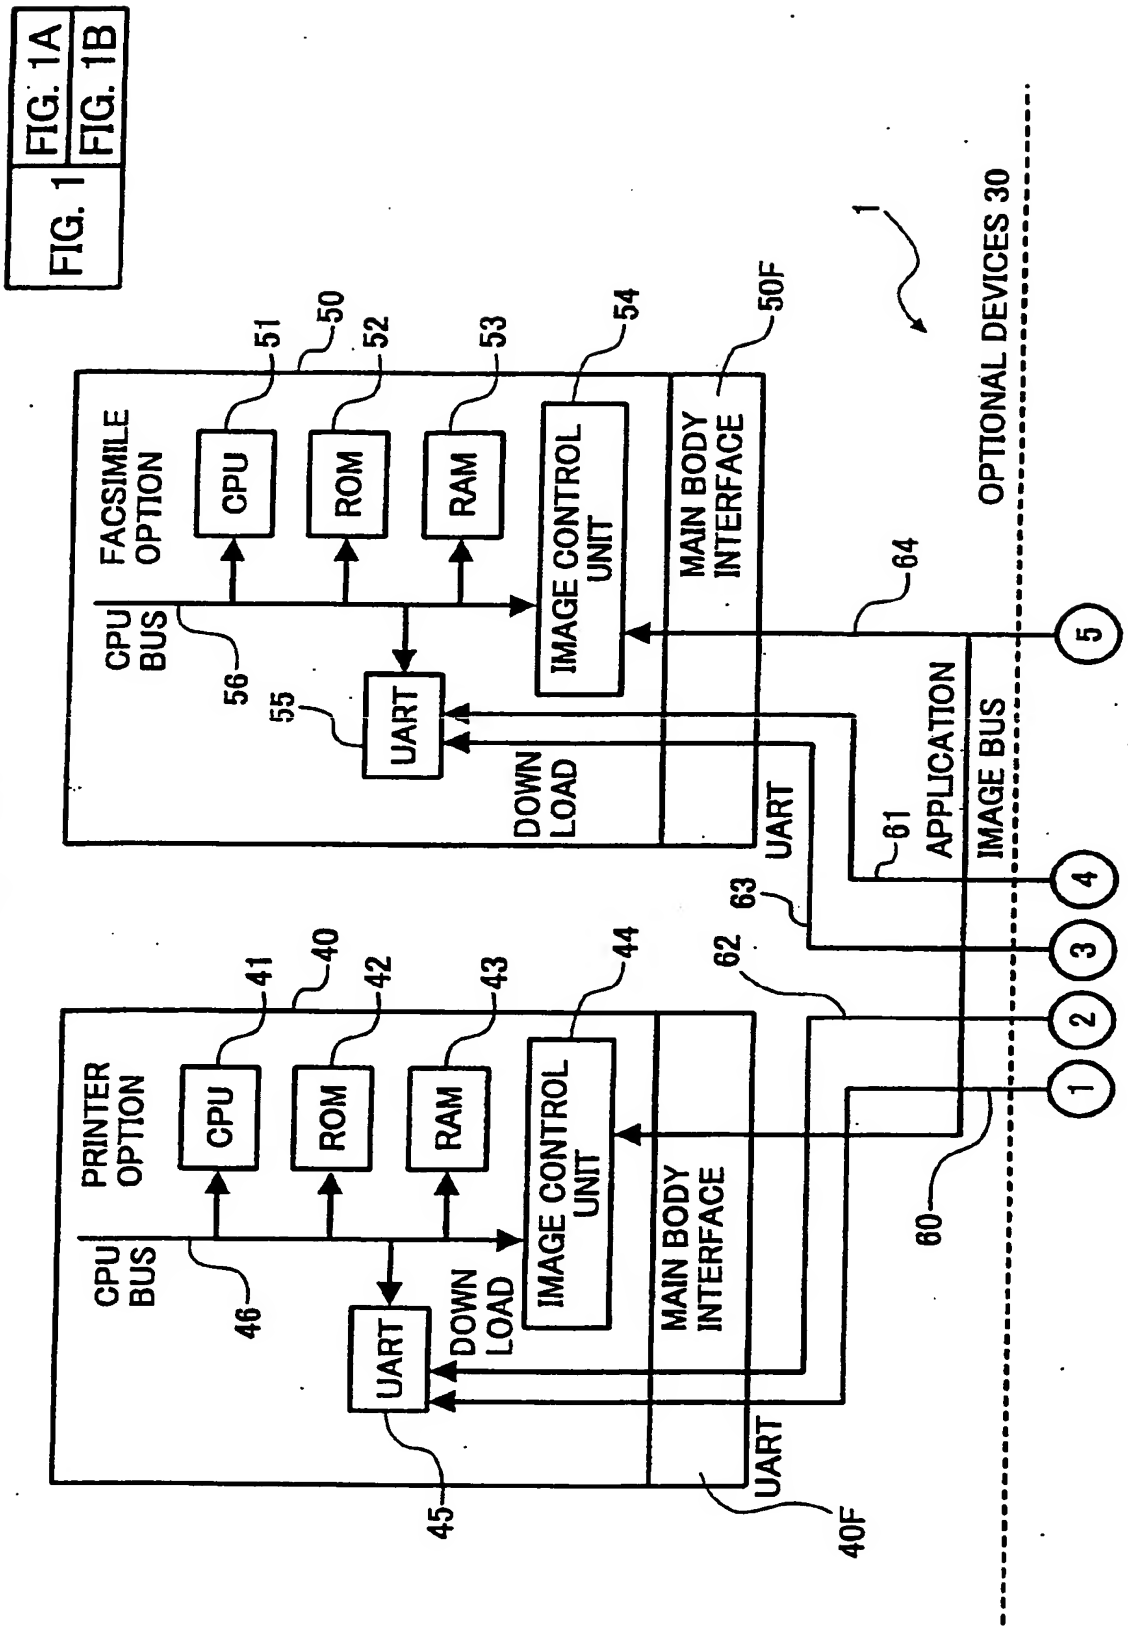 FIG. 1
FIG. 1A
FIG. 1B
PRINTER
OPTION
CPU
BUS
46
CPU
41
40
ROM
42
RAM
43
UART
45
DOWN
LOAD
IMAGE CONTROL
UNIT
44
MAIN BODY
INTERFACE
40F
UART
FACSIMILE
OPTION
CPU
BUS
56
CPU
51
50
ROM
52
RAM
53
UART
55
DOWN
LOAD
IMAGE CONTROL
UNIT
54
MAIN BODY
INTERFACE
50F
UART
1
60
62
63
61
64
APPLICATION
IMAGE BUS
OPTIONAL DEVICES 30
1
2
3
4
5